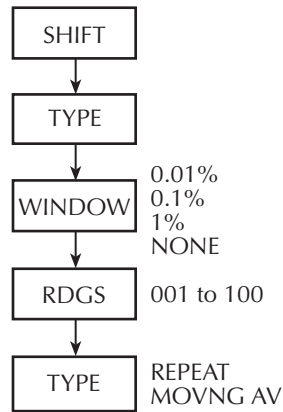 SHIFT
TYPE
WINDOW
0.01%
0.1%
1%
NONE
RDGS
001 to 100
TYPE
REPEAT
MOVNG AV